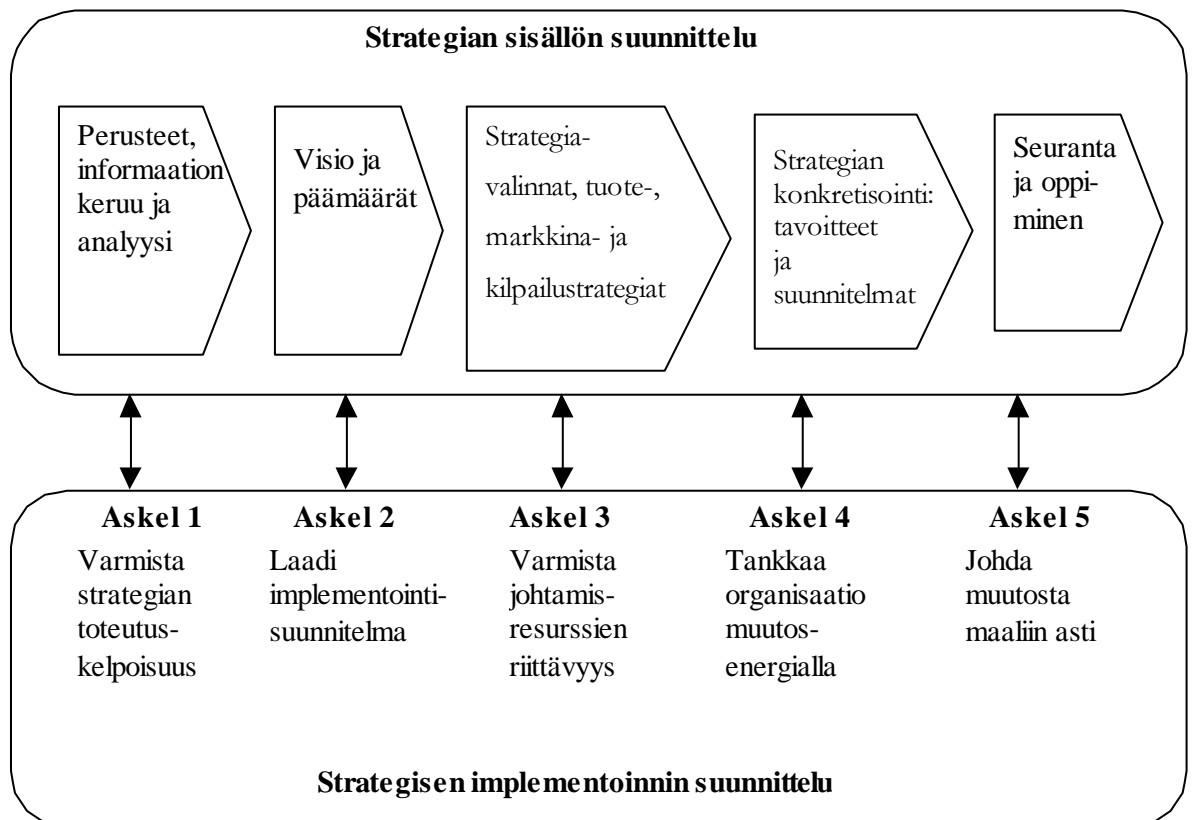 Strategian sisällön suunnittelu
Perusteet,
informaation
keruu ja
analyysi
Visio ja
päämäärät
Strategia-
valinnat, tuote-,
markkina- ja
kilpailustrategiat
Strategian
konkretisointi:
tavoitteet
ja
suunnitelmat
Seuranta
ja oppi-
minen
Askel 1
Varmista
strategian
toteutus-
kelpoisuus
Askel 2
Laadi
implementointi-
suunnitelma
Askel 3
Varmista
johtamis-
resurssien
riittävyys
Askel 4
Tankkaa
organisaatio
muutos-
energialla
Askel 5
Johda
muutosta
maaliin asti
Strategisen implementoinnin suunnittelu